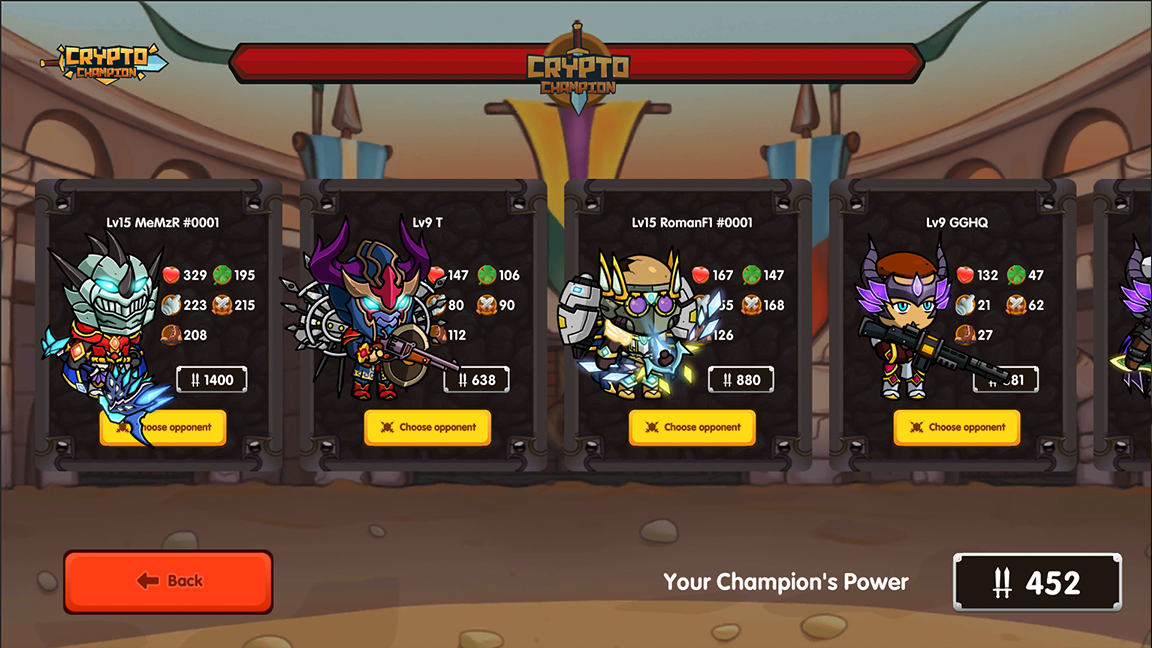 CRYPTO
CHAMPION
CRYPTO
CHAMPION
Lv15 MeMzR #0001
329 195
223 215
208
1400
Choose opponent
Lv9 T
147 106
80 90
112
638
Choose opponent
Lv15 RomanF1 #0001
167 147
168
126
880
Choose opponent
Lv9 GGHQ
132 47
21 62
27
Choose opponent
Back
Your Champion's Power
452